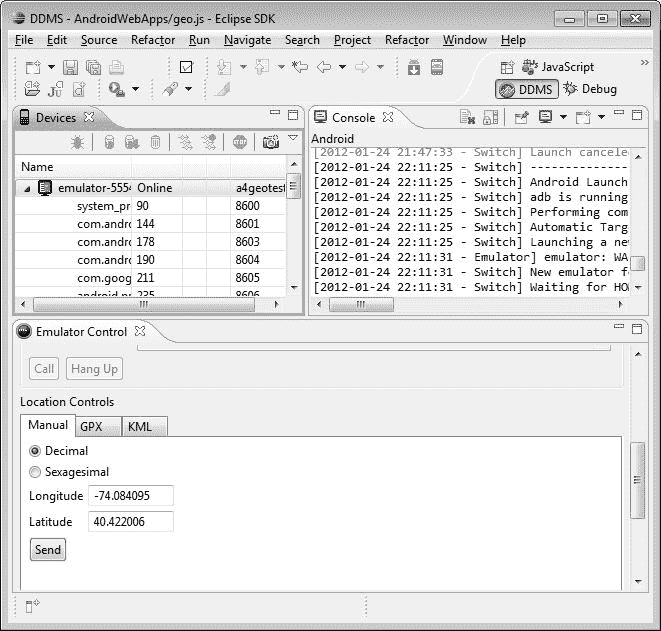 DDMS - AndroidWebApps/geo.js - Eclipse SDK
File Edit Source Refactor Run Navigate Search Project Refactor Window Help
JavaScript
DDMS Debug
Devices
Name
emulator-5554 Online a4geotest
system_pr 90 8600
com.andro 144 8601
com.andro 178 8603
com.andro 190 8604
com.goog 211 8605
235 8606
Console
Android
[2012-01-24 21:47:33 - Switch] Launch cancele
[2012-01-24 22:11:25 - Switch] --------------
[2012-01-24 22:11:25 - Switch] Android Launch
[2012-01-24 22:11:25 - Switch] adb is running
[2012-01-24 22:11:25 - Switch] Performing com
[2012-01-24 22:11:25 - Switch] Automatic Targ
[2012-01-24 22:11:25 - Switch] Launching a ne
[2012-01-24 22:11:31 - Emulator] emulator: WA
[2012-01-24 22:11:31 - Switch] New emulator f
[2012-01-24 22:11:31 - Switch] Waiting for HO
Emulator Control
Call Hang Up
Location Controls
Manual GPX KML
Decimal
Sexagesimal
Longitude -74.084095
Latitude 40.422006
Send